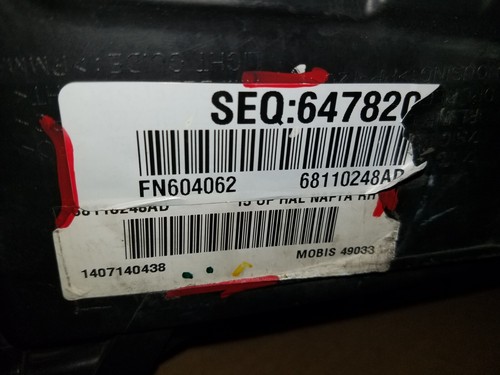 SEQ:647820
FN604062 68110248AD
68110248AD 15 UP HAL NAFTA RH
1407140438 MOBIS 49033